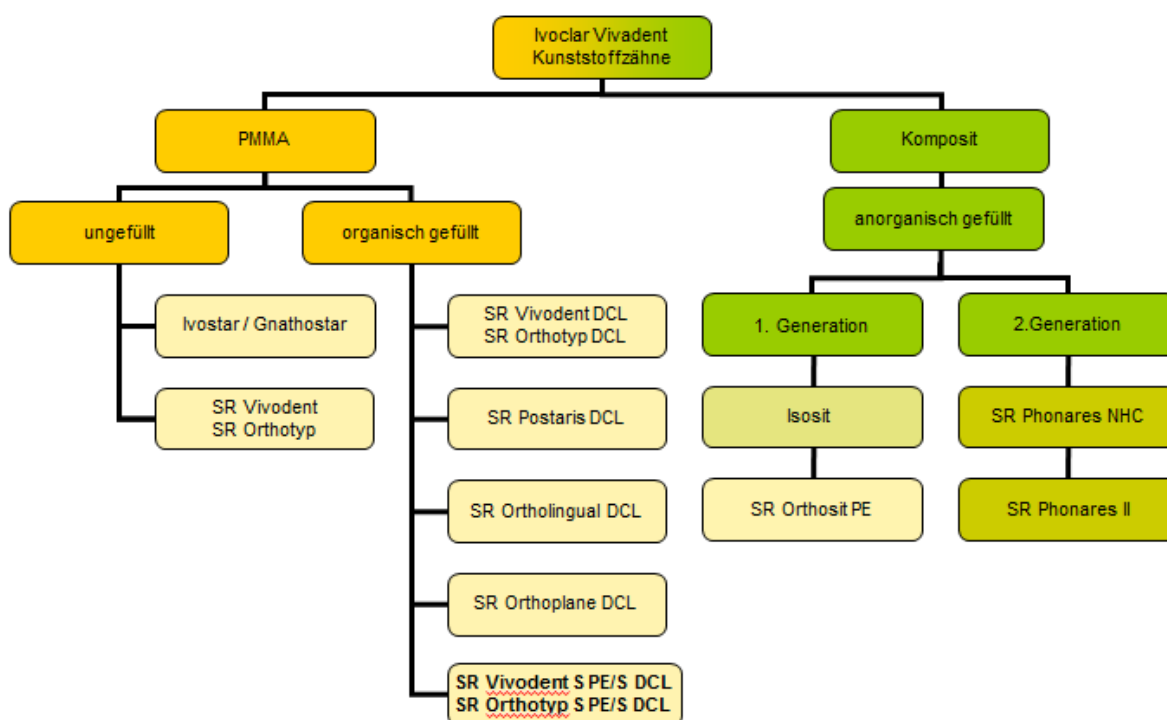 Ivoclar Vivadent
Kunststoffzähne
PMMA
Komposit
ungefüllt
organisch gefüllt
anorganisch gefüllt
Ivostar / Gnathostar
SR Vivodent
SR Orthotyp
SR Vivodent DCL
SR Orthotyp DCL
SR Postaris DCL
SR Ortholingual DCL
SR Orthoplane DCL
SR Vivodent S PE/S DCL
SR Orthotyp S PE/S DCL
1. Generation
2.Generation
Isosit
SR Phonares NHC
SR Orthosit PE
SR Phonares II